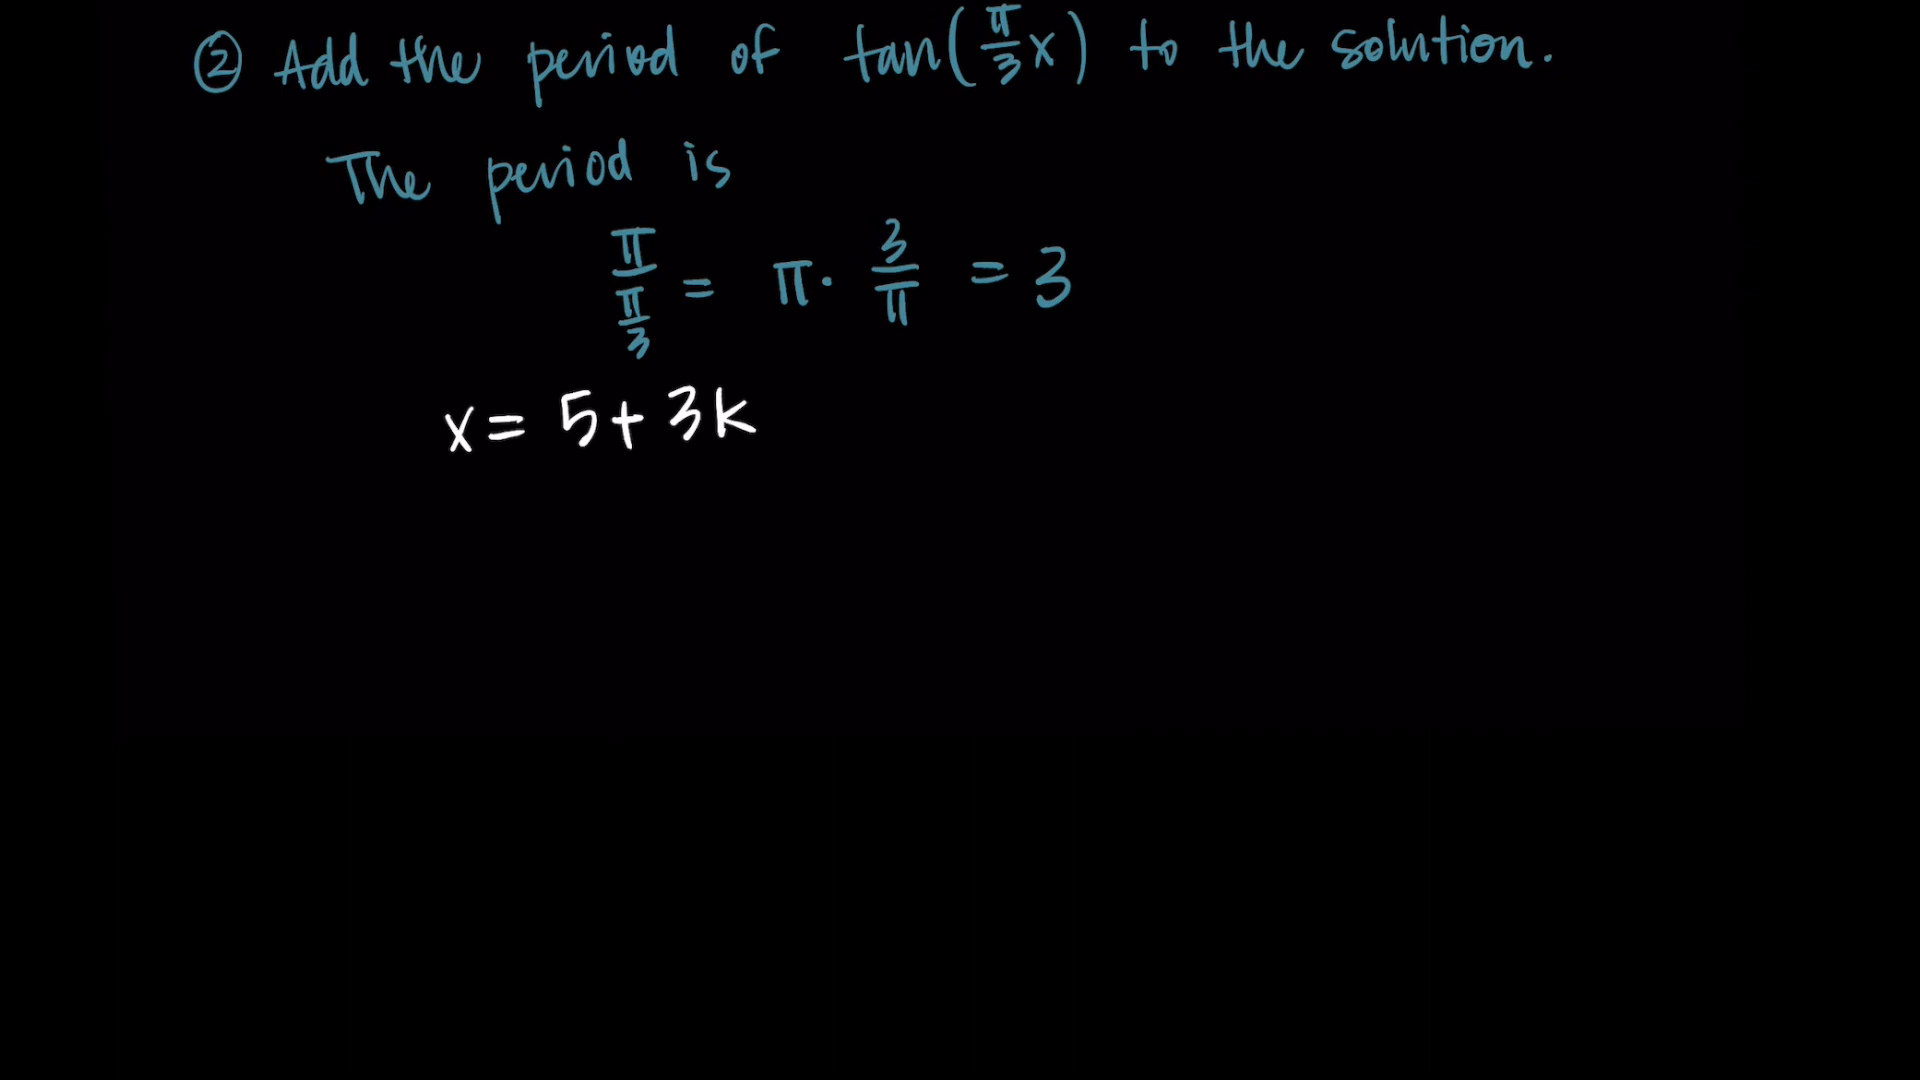 ② Add the period of tan(π/3 x) to the solution.
The period is
π/(π/3) = π · 3/π = 3
x = 5 + 3k